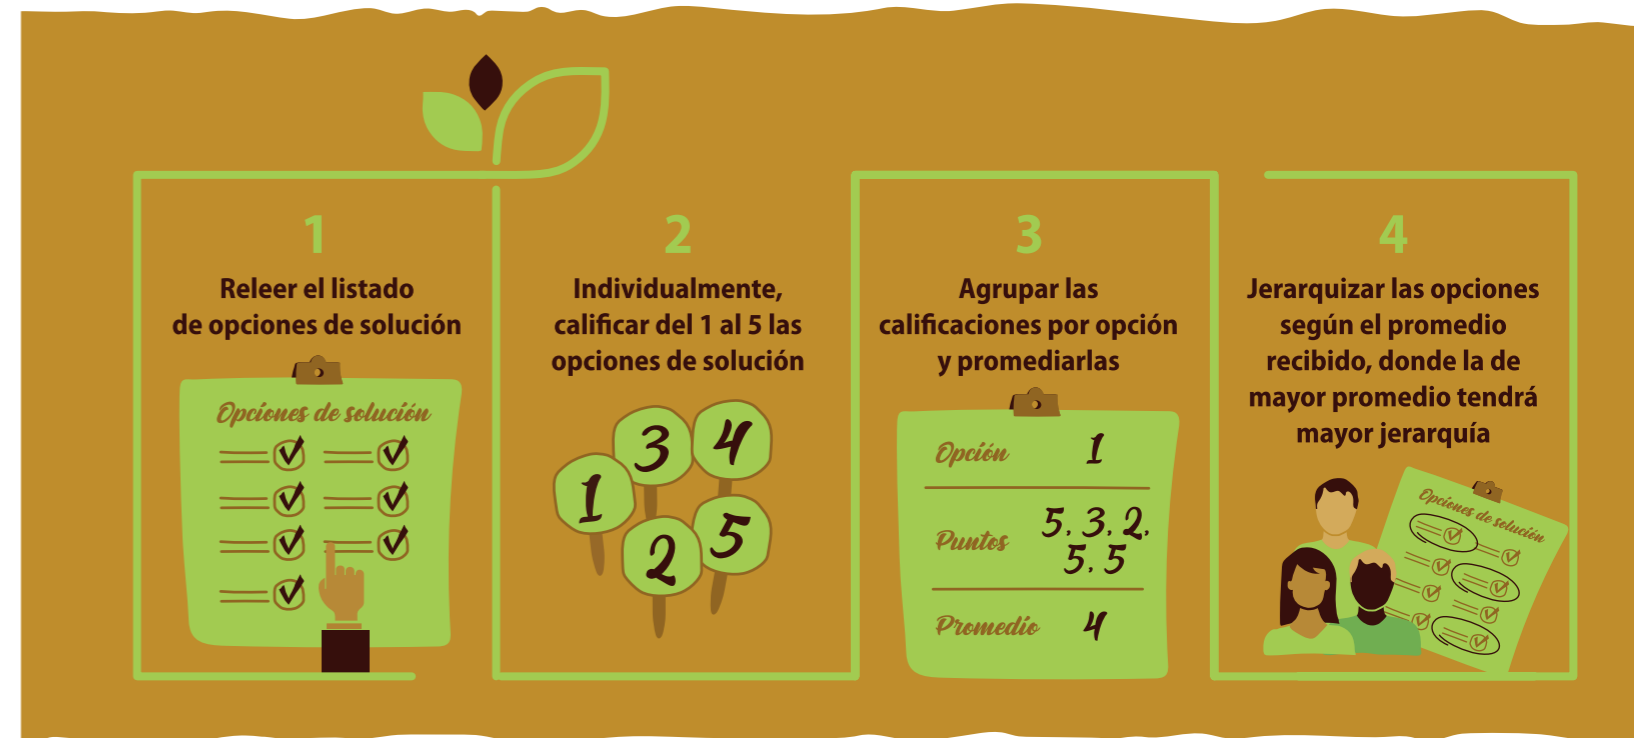 1
Releer el listado
de opciones de solución
Opciones de solución
2
Individualmente,
calificar del 1 al 5 las
opciones de solución
3
4
1
5
2
3
Agrupar las
calificaciones por opción
y promediarlas
Opción 1
Puntos 5, 3, 2,
5, 5
Promedio 4
4
Jerarquizar las opciones
según el promedio
recibido, donde la de
mayor promedio tendrá
mayor jerarquía
Opciones de solución